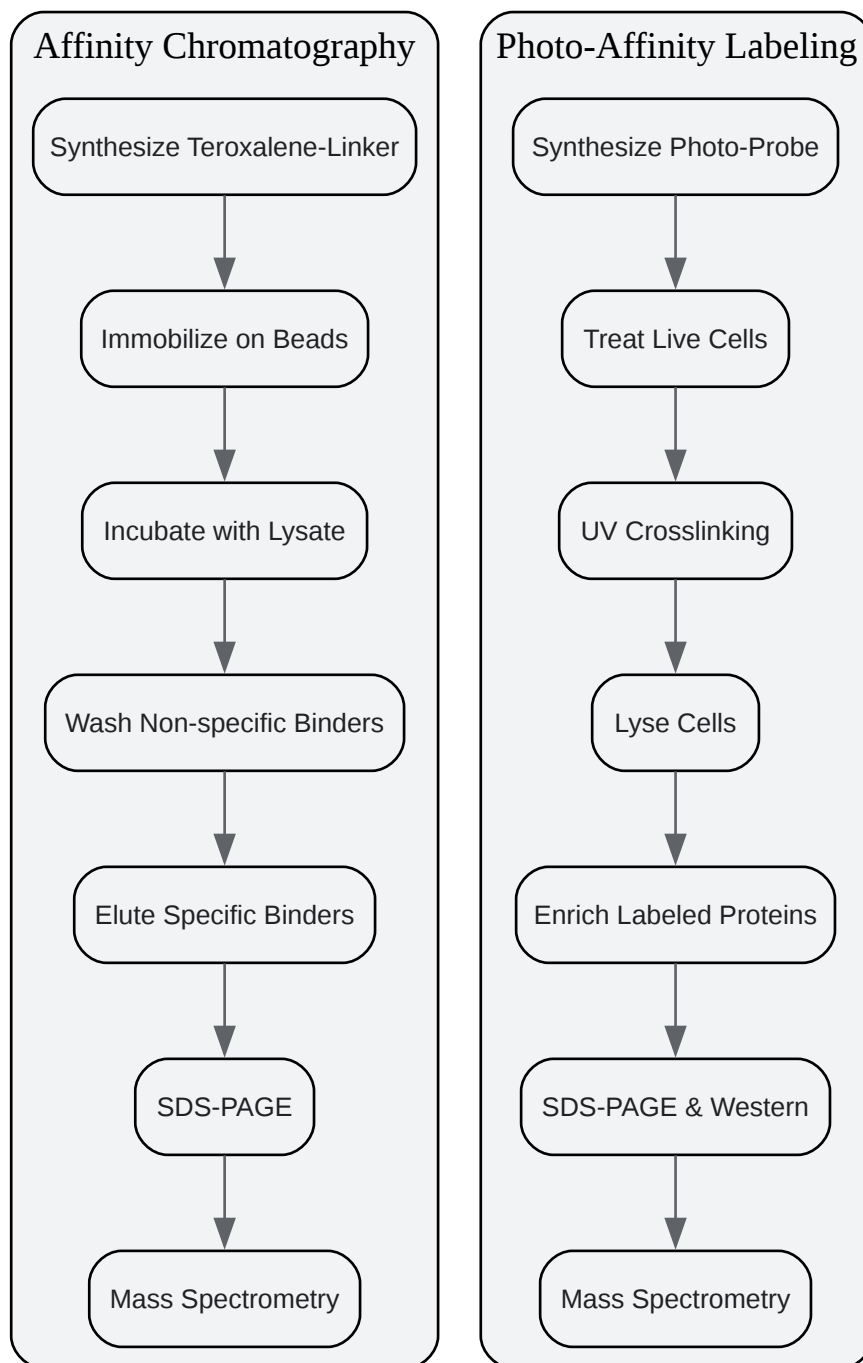 Affinity Chromatography
Synthesize Teroxalene-Linker
Immobilize on Beads
Incubate with Lysate
Wash Non-specific Binders
Elute Specific Binders
SDS-PAGE
Mass Spectrometry
Photo-Affinity Labeling
Synthesize Photo-Probe
Treat Live Cells
UV Crosslinking
Lyse Cells
Enrich Labeled Proteins
SDS-PAGE & Western
Mass Spectrometry